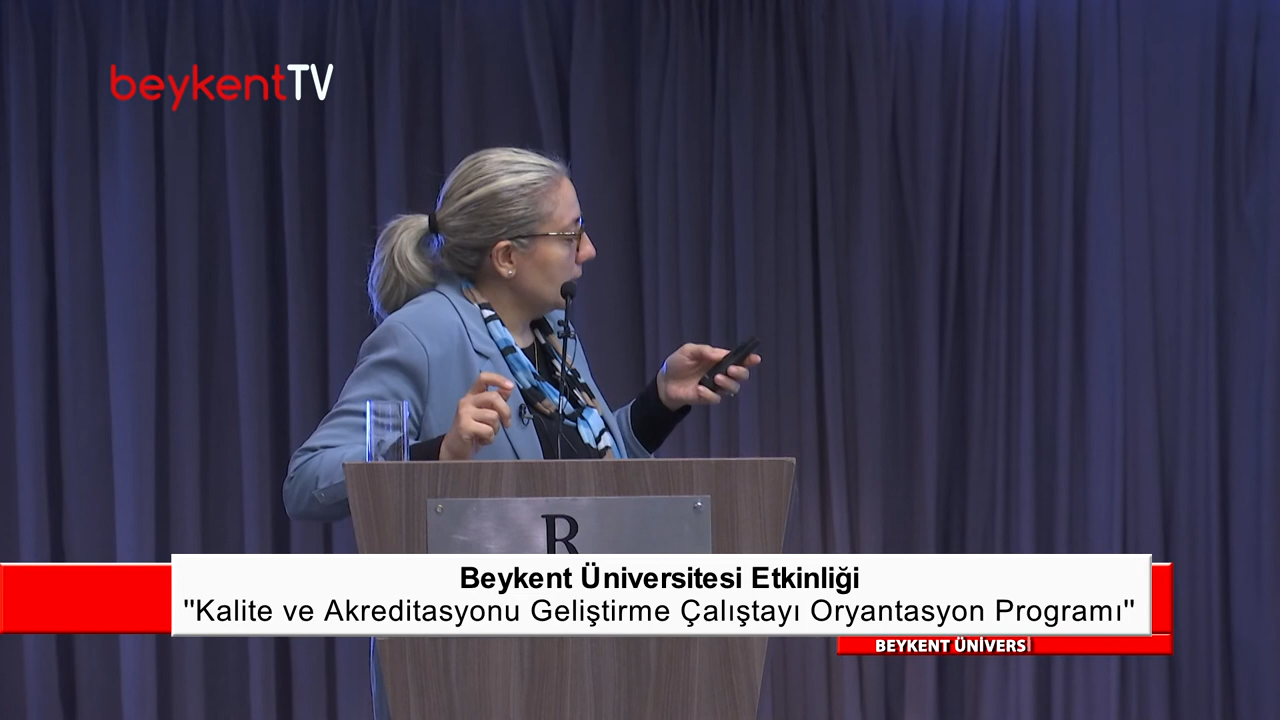 beykentTV
R
Beykent Üniversitesi Etkinliği
"Kalite ve Akreditasyonu Geliştirme Çalıştayı Oryantasyon Programı"
BEYKENT ÜNİVERSİ